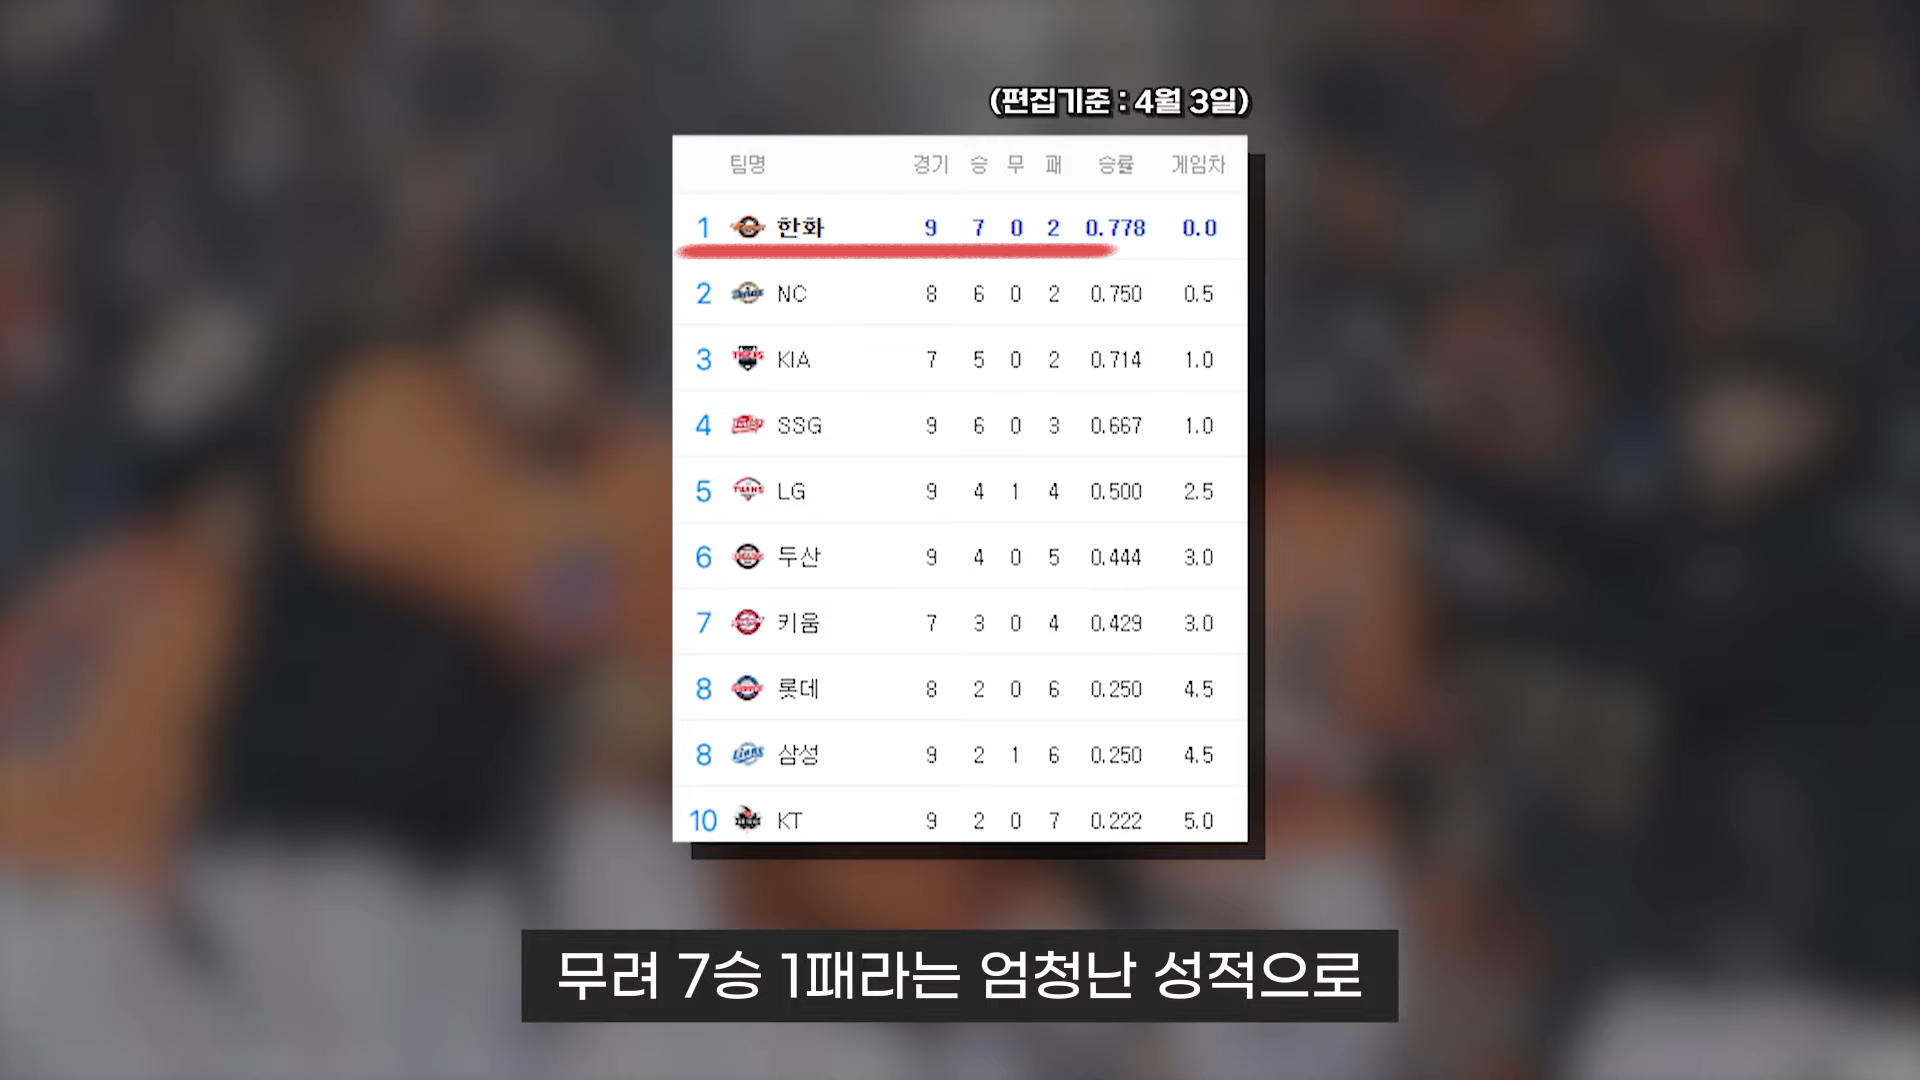 (편집기준 : 4월 3일)
팀명 경기 승 무 패 승률 게임차
1 한화 9 7 0 2 0.778 0.0
2 NC 8 6 0 2 0.750 0.5
3 TIGERS KIA 7 5 0 2 0.714 1.0
4 SSG 9 6 0 3 0.667 1.0
5 TWINS LG 9 4 1 4 0.500 2.5
6 두산 9 4 0 5 0.444 3.0
7 키움 7 3 0 4 0.429 3.0
8 롯데 8 2 0 6 0.250 4.5
8 Lions 삼성 9 2 1 6 0.250 4.5
10 KT 9 2 0 7 0.222 5.0
무려 7승 1패라는 엄청난 성적으로